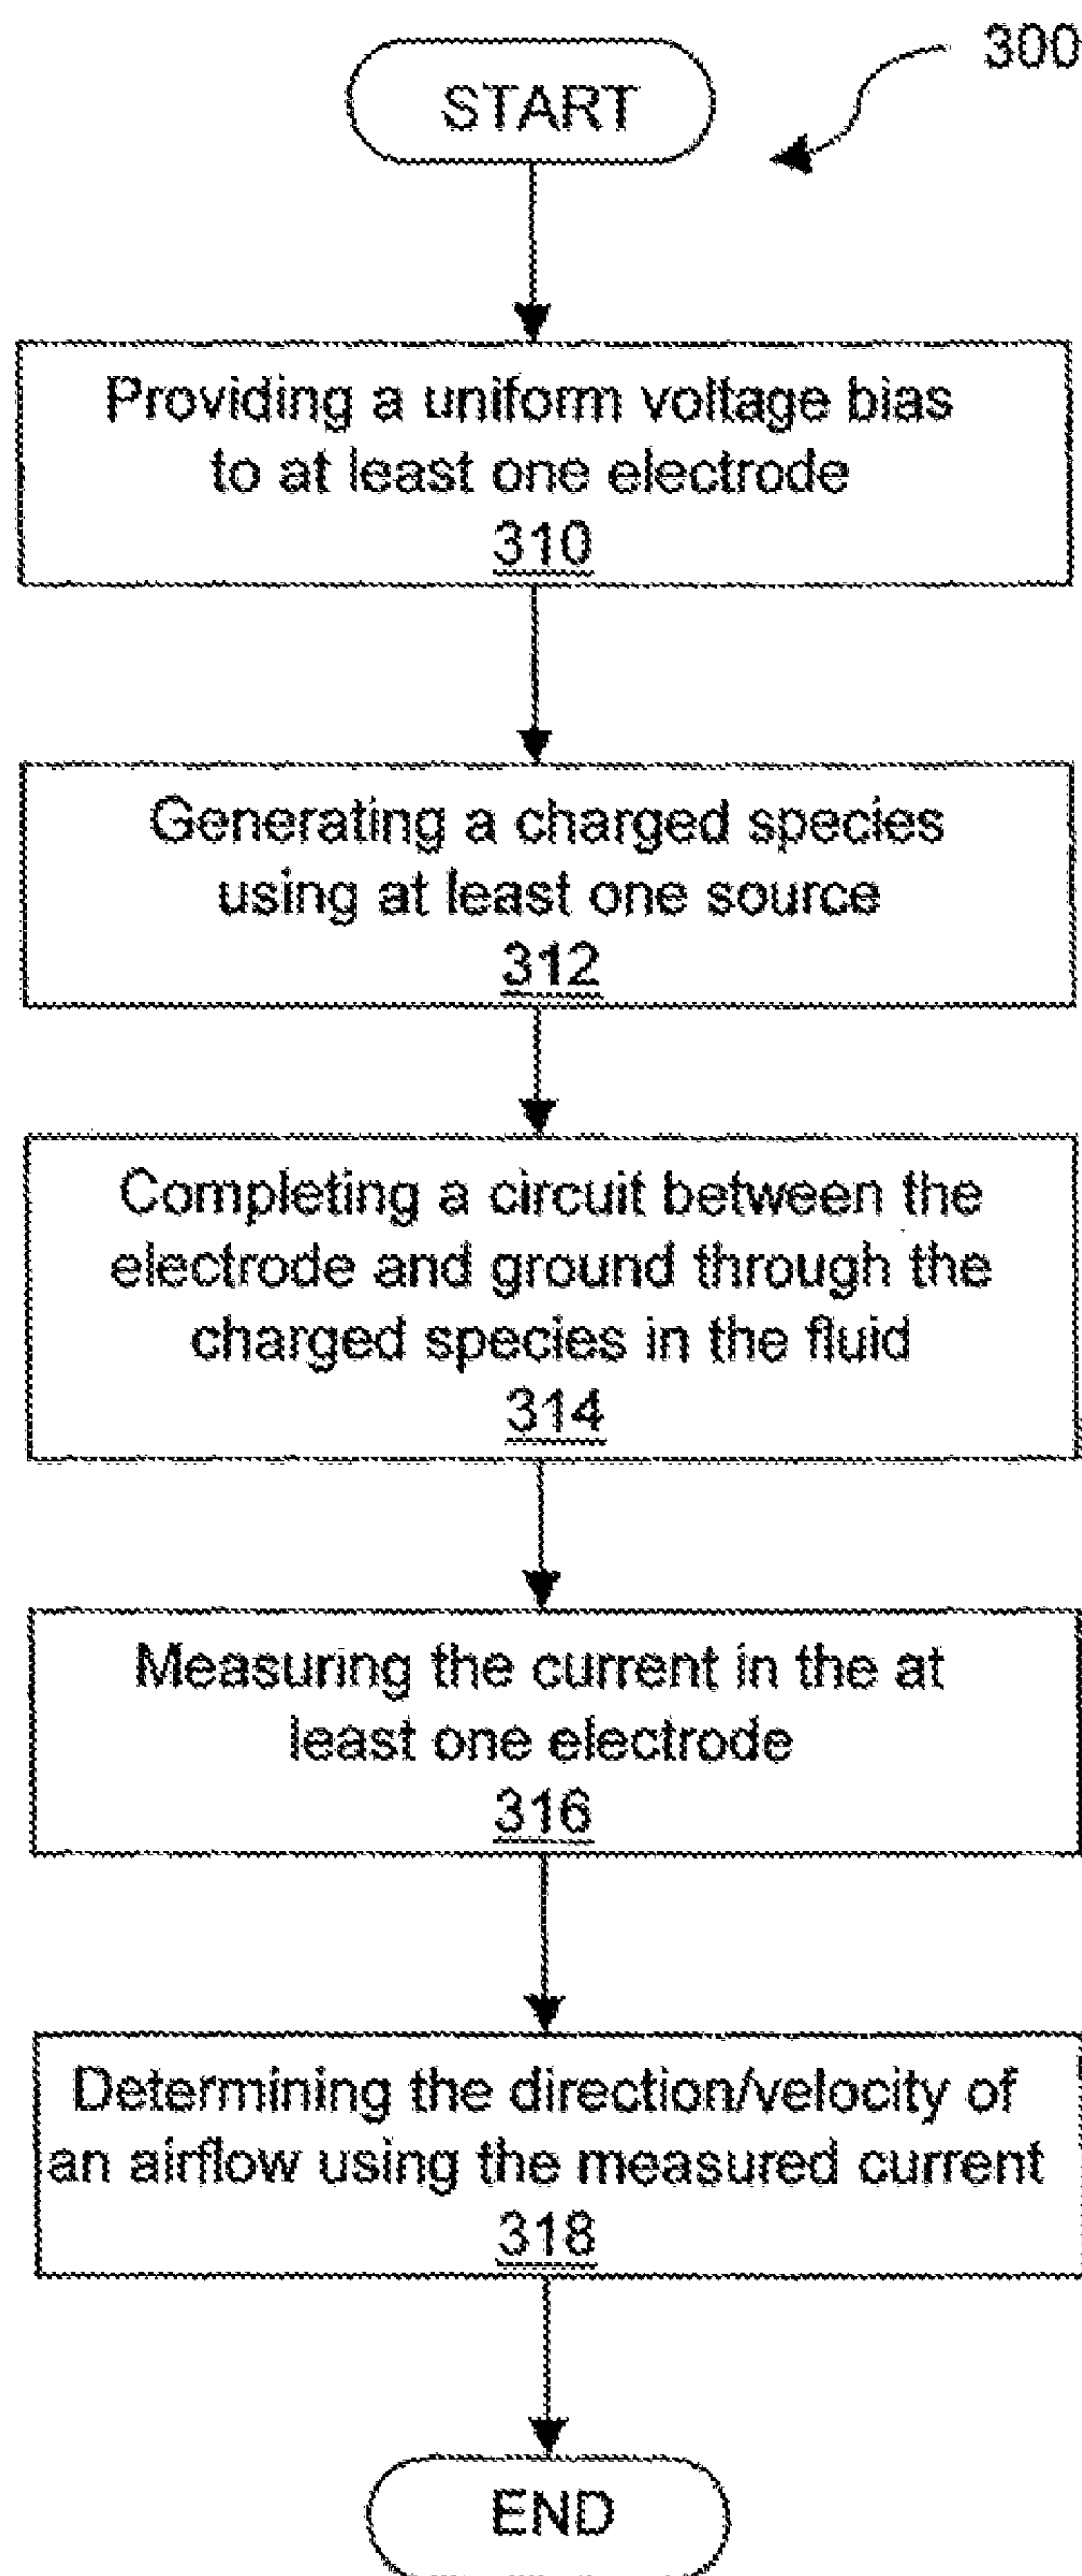 300
START
Providing a uniform voltage bias
to at least one electrode
310
Generating a charged species
using at least one source
312
Completing a circuit between the
electrode and ground through the
charged species in the fluid
314
Measuring the current in the at
least one electrode
316
Determining the direction/velocity of
an airflow using the measured current
318
END